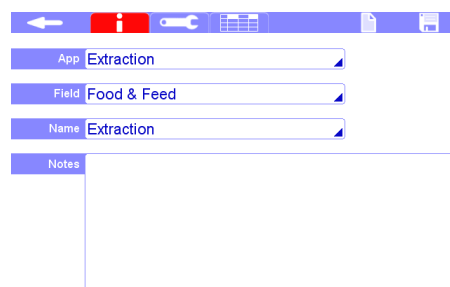 App Extraction
Field Food & Feed
Name Extraction
Notes